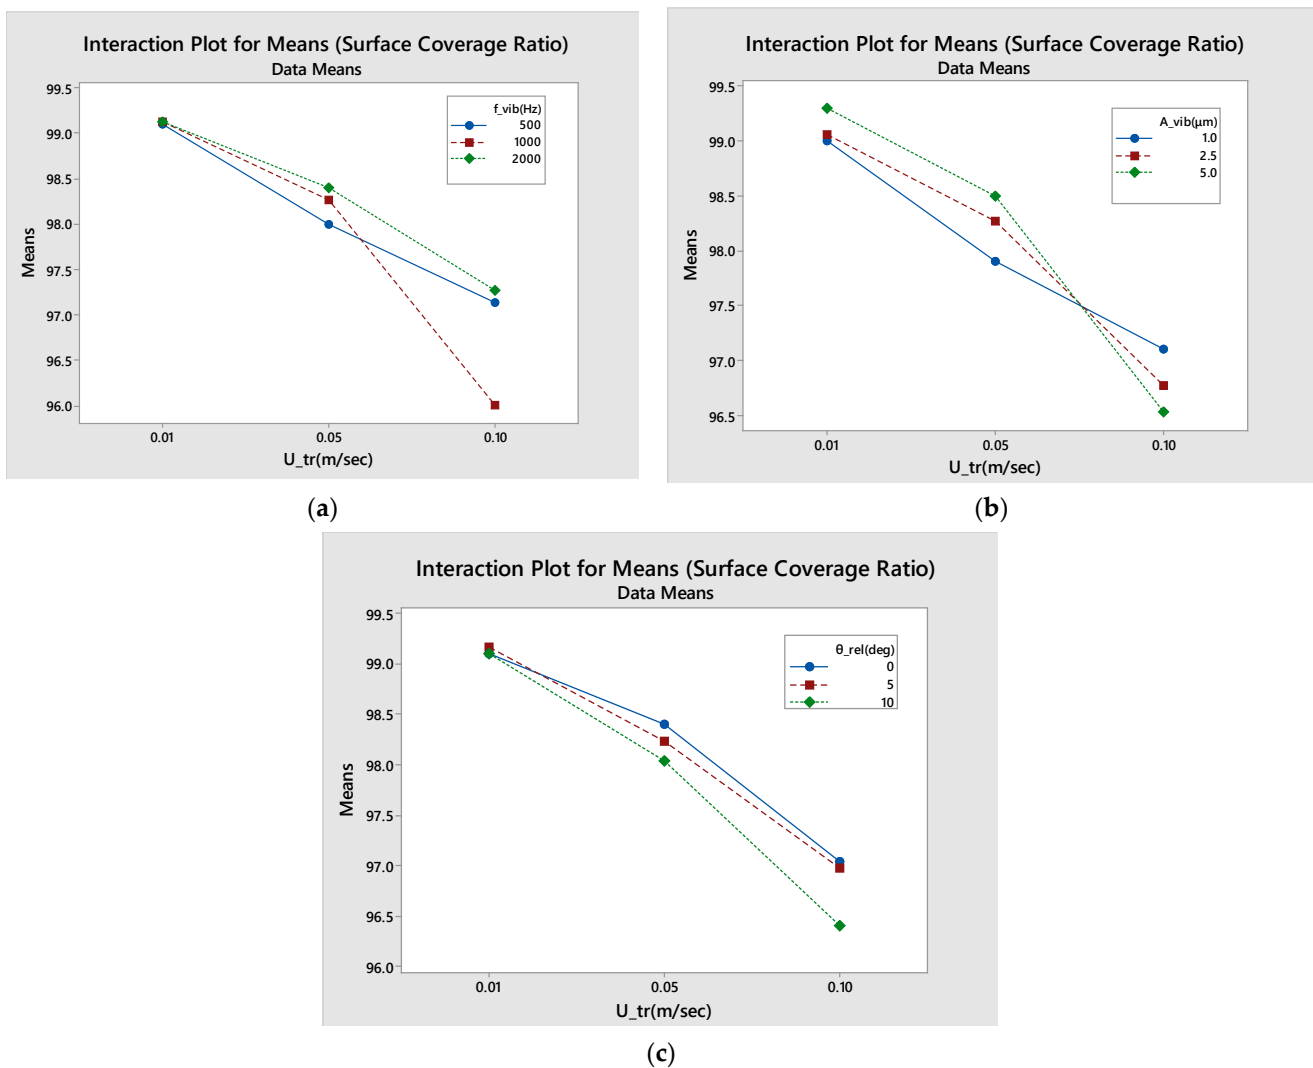 Interaction Plot for Means (Surface Coverage Ratio)
Data Means
99.5
99.0
98.5
98.0
97.5
97.0
96.5
96.0
Means
f_vib(Hz)
500
1000
2000
0.01 0.05 0.10
U_tr(m/sec)
(a)
Interaction Plot for Means (Surface Coverage Ratio)
Data Means
99.5
99.0
98.5
98.0
97.5
97.0
96.5
Means
A_vib(µm)
1.0
2.5
5.0
0.01 0.05 0.10
U_tr(m/sec)
(b)
Interaction Plot for Means (Surface Coverage Ratio)
Data Means
99.5
99.0
98.5
98.0
97.5
97.0
96.5
96.0
Means
θ_rel(deg)
0
5
10
0.01 0.05 0.10
U_tr(m/sec)
(c)